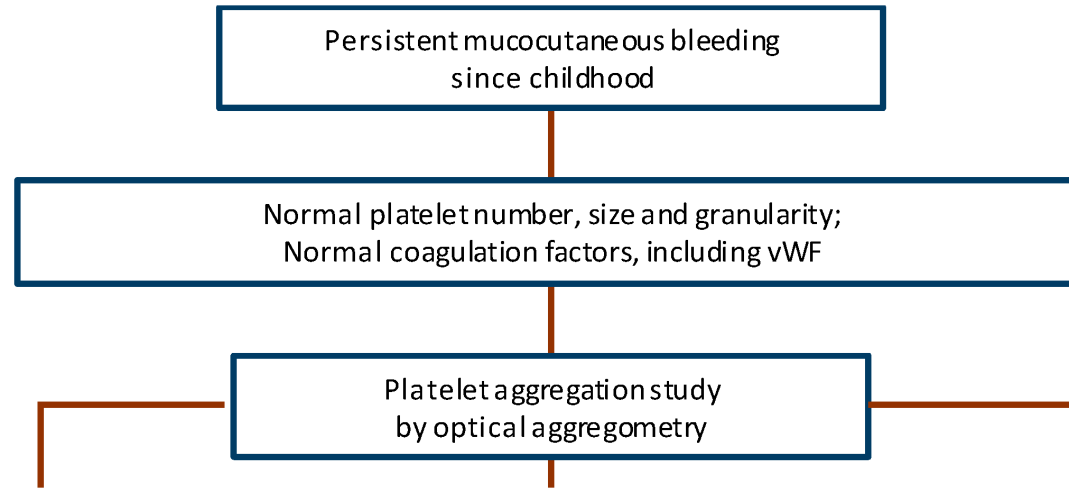 Persistent mucocutaneous bleeding
since childhood
Normal platelet number, size and granularity;
Normal coagulation factors, including vWF
Platelet aggregation study
by optical aggregometry